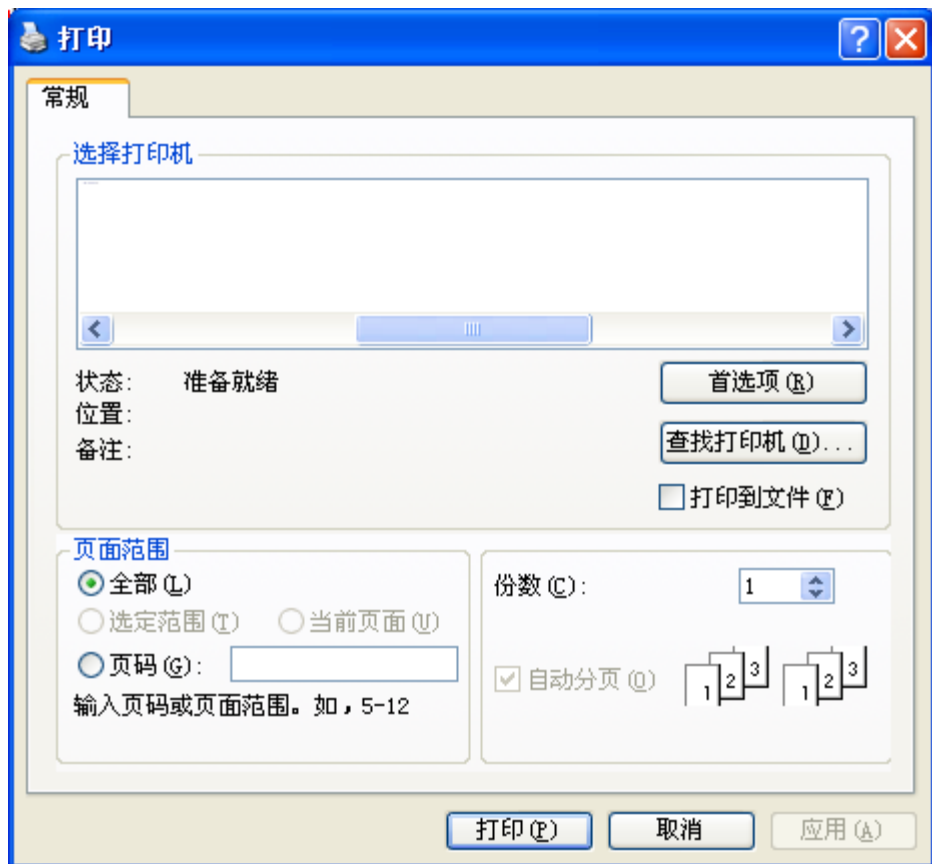 打印
常规
选择打印机
状态: 准备就绪
位置:
备注:
首选项(R)
查找打印机(D)...
打印到文件(F)
页面范围
全部(L)
选定范围(T) 当前页面(U)
页码(G):
输入页码或页面范围。如，5-12
份数(C): 1
自动分页(O)
1 2 3 1 2 3
打印(P) 取消 应用(A)